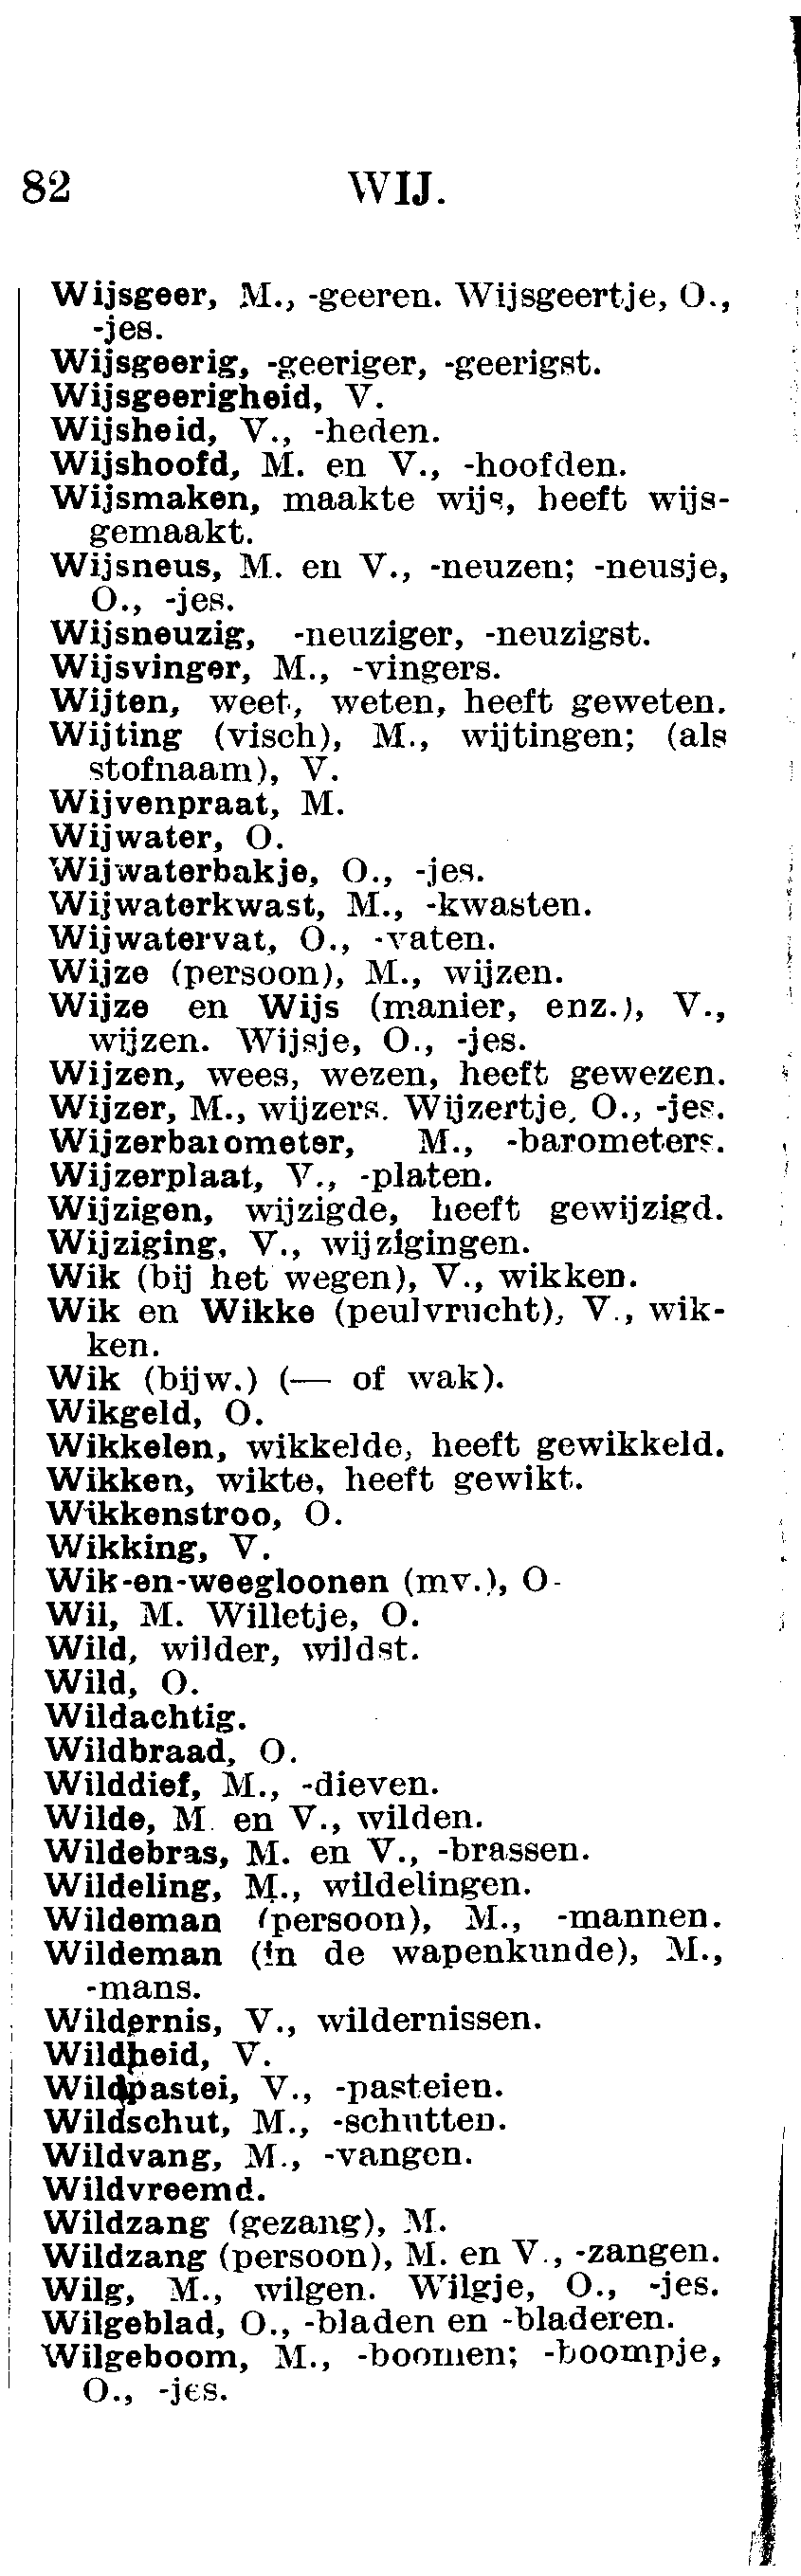 82 WIJ.
Wijsgeer, M., -geeren. Wijsgeertje, O.,
-jes.
Wijsgeerig, -geeriger, -geerigst.
Wijsgeerigheid, V.
Wijsheid, V., -heden.
Wijshoofd, M. en V., -hoofden.
Wijsmaken, maakte wijs, heeft wijs-
gemaakt.
Wijsneus, M. en V., -neuzen; -neusje,
O., -jes.
Wijsneuzig, -neuziger, -neuzigst.
Wijsvinger, M., -vingers.
Wijten, weet, weten, heeft geweten.
Wijting (visch), M., wijtingen; (als
stofnaam), V.
Wijvenpraat, M.
Wijwater, O.
Wijwaterbakje, O., -jes.
Wijwaterkwast, M., -kwasten.
Wijwatervat, O., -vaten.
Wijze (persoon), M., wijzen.
Wijze en Wijs (manier, enz.), V.,
wijzen. Wijsje, O., -jes.
Wijzen, wees, wezen, heeft gewezen.
Wijzer, M., wijzers. Wijzertje, O., -jes.
Wijzerbarometer, M., -barometers.
Wijzerplaat, V., -platen.
Wijzigen, wijzigde, heeft gewijzigd.
Wijziging, V., wijzigingen.
Wik (bij het wegen), V., wikken.
Wik en Wikke (peulvrucht), V., wik-
ken.
Wik (bijw.) (— of wak).
Wikgeld, O.
Wikkelen, wikkelde, heeft gewikkeld.
Wikken, wikte, heeft gewikt.
Wikkenstroo, O.
Wikking, V.
Wik-en-weegloonen (mv.), O.
Wil, M. Willetje, O.
Wild, wilder, wildst.
Wild, O.
Wildachtig.
Wildbraad, O.
Wilddief, M., -dieven.
Wilde, M. en V., wilden.
Wildebras, M. en V., -brassen.
Wildeling, M., wildelingen.
Wildeman (persoon), M., -mannen.
Wildeman (in de wapenkunde), M.,
-mans.
Wildernis, V., wildernissen.
Wildheid, V.
Wildpastei, V., -pasteien.
Wildschut, M., -schutten.
Wildvang, M., -vangen.
Wildvreemd.
Wildzang (gezang), M.
Wildzang (persoon), M. en V., -zangen.
Wilg, M., wilgen. Wilgje, O., -jes.
Wilgeblad, O., -bladen en -bladeren.
Wilgeboom, M., -boomen; -boompje,
O., -jes.